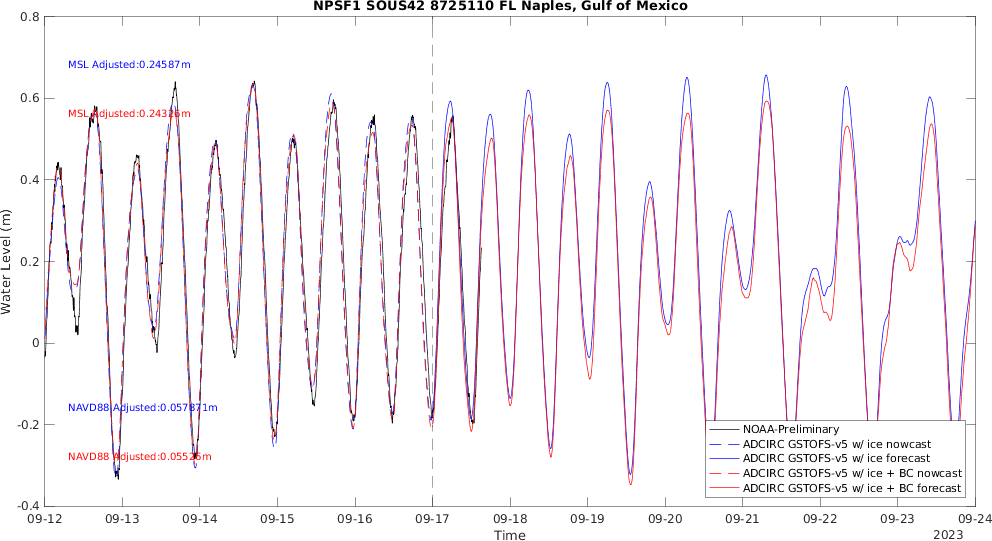 NPSF1 SOUS42 8725110 FL Naples, Gulf of Mexico
0.8
0.6
0.4
0.2
0
-0.2
-0.4
Water Level (m)
MSL Adjusted:0.24587m
MSL Adjusted:0.24326m
NAVD88 Adjusted:0.057871m
NAVD88 Adjusted:0.05526m
NOAA-Preliminary
ADCIRC GSTOFS-v5 w/ ice nowcast
ADCIRC GSTOFS-v5 w/ ice forecast
ADCIRC GSTOFS-v5 w/ ice + BC nowcast
ADCIRC GSTOFS-v5 w/ ice + BC forecast
09-12 09-13 09-14 09-15 09-16 09-17 09-18 09-19 09-20 09-21 09-22 09-23 09-24
Time
2023